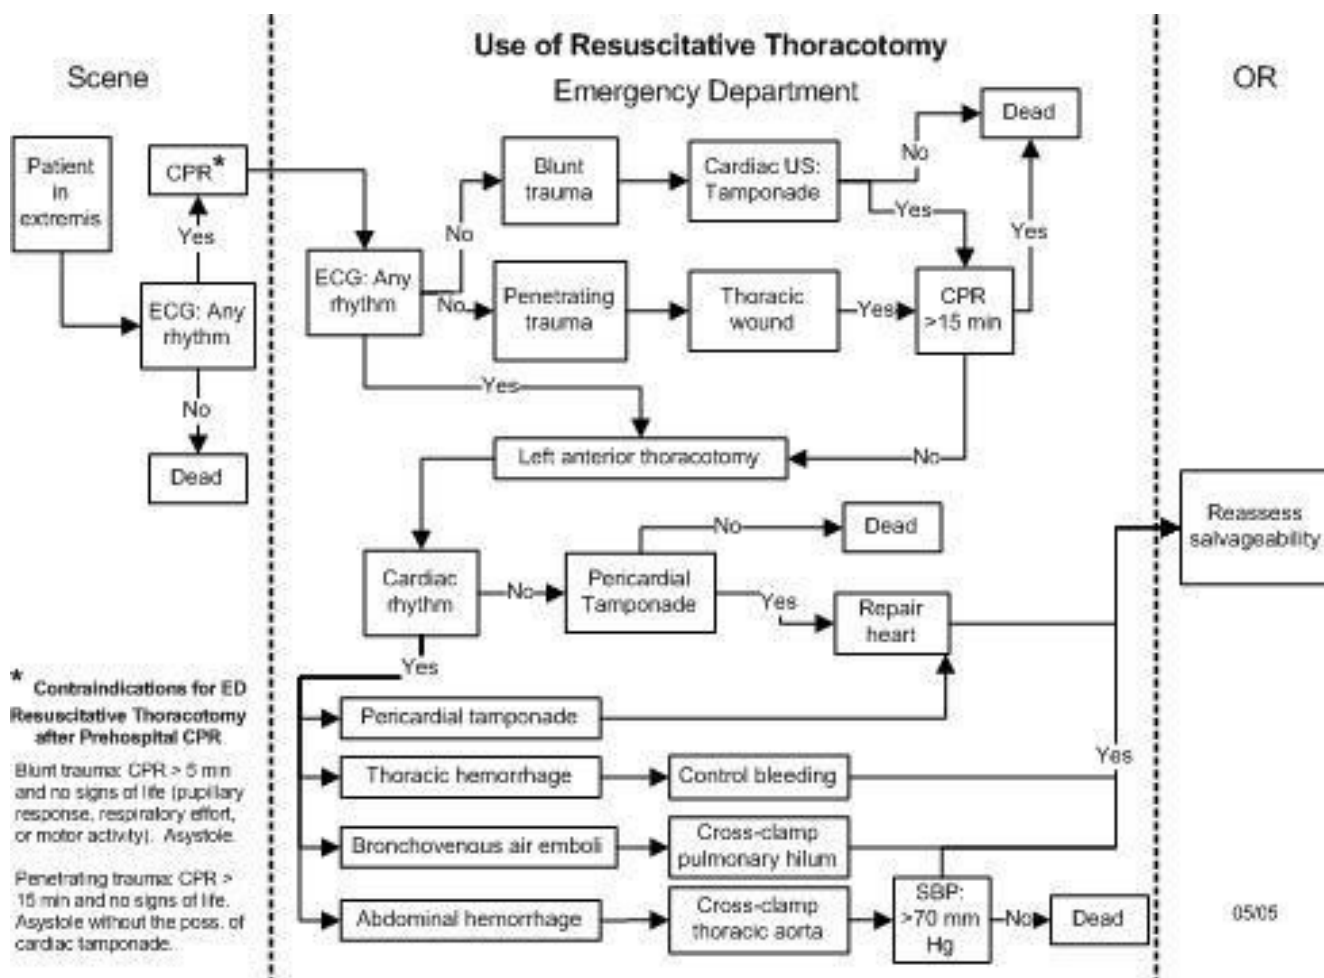 Use of Resuscitative Thoracotomy
Scene
Emergency Department
OR
Patient
in
extremis
CPR*
Yes
ECG: Any
rhythm
No
Dead
ECG: Any
rhythm
No
Blunt
trauma
Cardiac US:
Tamponade
No
Dead
Yes
Yes
No
Penetrating
trauma
Thoracic
wound
Yes
CPR
>15 min
Yes
Left anterior thoracotomy
No
Cardiac
rhythm
No
Pericardial
Tamponade
No
Dead
Yes
Repair
heart
Reassess
salvageability
Yes
Pericardial tamponade
Thoracic hemorrhage
Control bleeding
Yes
Bronchovenous air emboli
Cross-clamp
pulmonary hilum
Abdominal hemorrhage
Cross-clamp
thoracic aorta
SBP:
>70 mm
Hg
No
Dead
* Contraindications for ED
Resuscitative Thoracotomy
after Prehospital CPR
Blunt trauma: CPR > 5 min
and no signs of life (pupillary
response, respiratory effort,
or motor activity). Asystole.
Penetrating trauma: CPR >
15 min and no signs of life.
Asystole without the poss. of
cardiac tamponade.
05/05